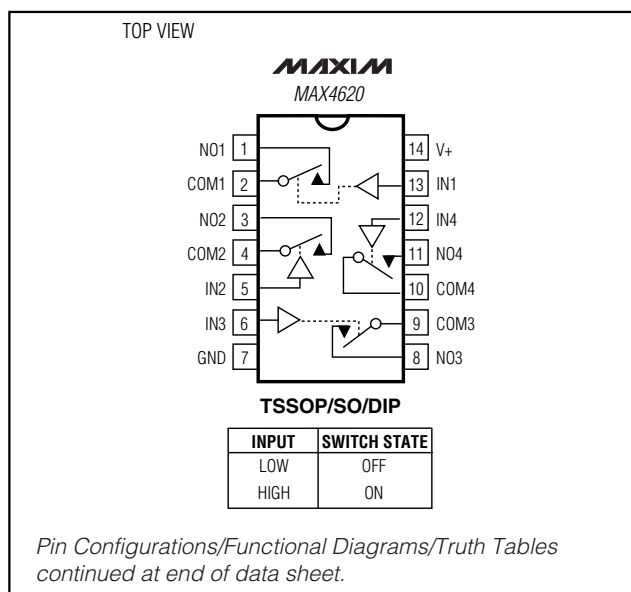 TOP VIEW
MAXIM
MAX4620
NO1 1
COM1 2
NO2 3
COM2 4
IN2 5
IN3 6
GND 7
14 V+
13 IN1
12 IN4
11 NO4
10 COM4
9 COM3
8 NO3
TSSOP/SO/DIP
INPUT SWITCH STATE
LOW OFF
HIGH ON
Pin Configurations/Functional Diagrams/Truth Tables
continued at end of data sheet.